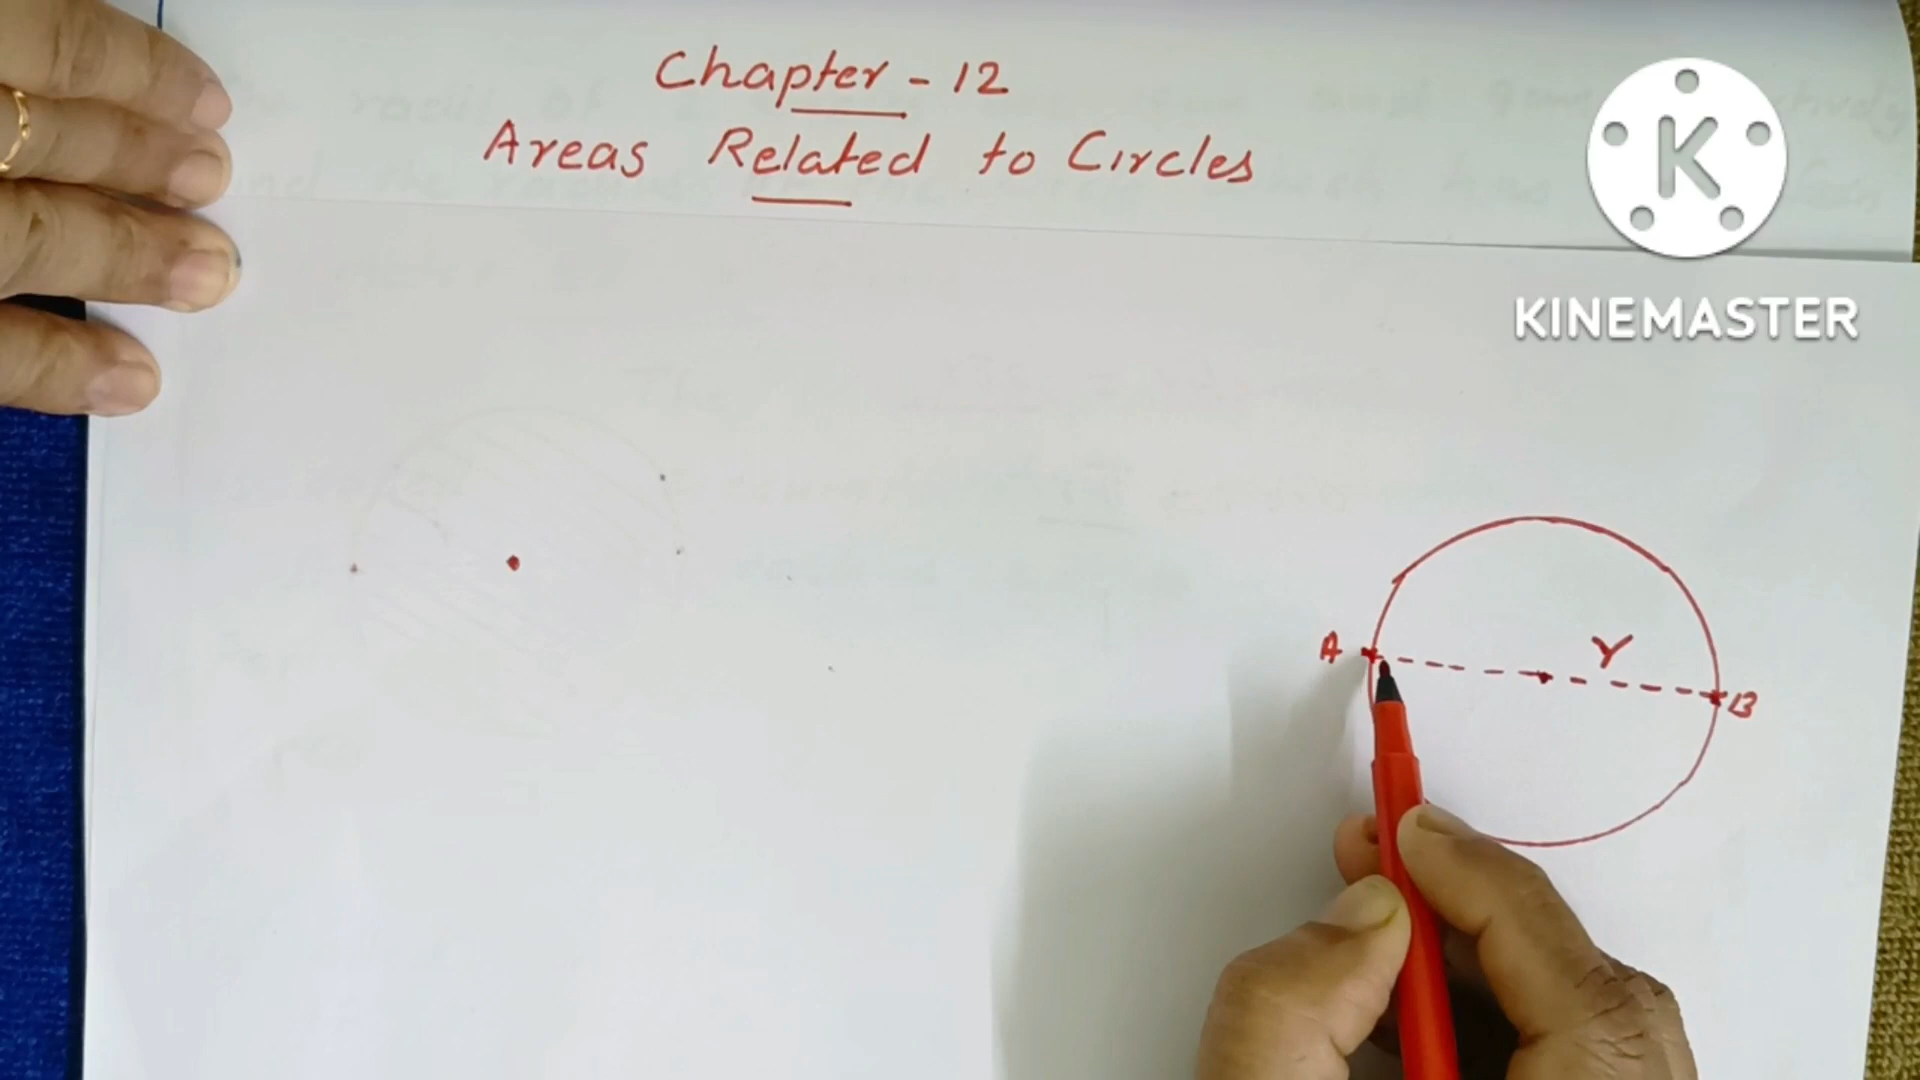 Chapter - 12
Areas Related to Circles
K
KINEMASTER
A
r
B